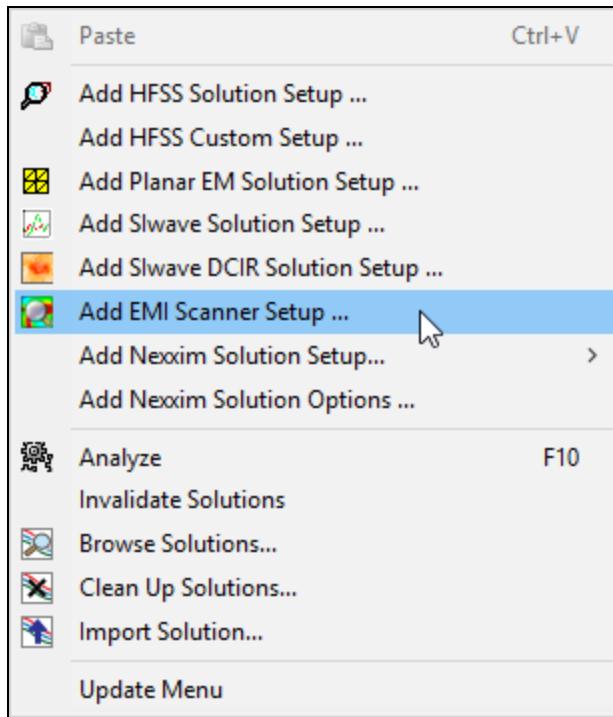 Paste Ctrl+V
Add HFSS Solution Setup ...
Add HFSS Custom Setup ...
Add Planar EM Solution Setup ...
Add SIwave Solution Setup ...
Add SIwave DCIR Solution Setup ...
Add EMI Scanner Setup ...
Add Nexxim Solution Setup...
Add Nexxim Solution Options ...
Analyze F10
Invalidate Solutions
Browse Solutions...
Clean Up Solutions...
Import Solution...
Update Menu